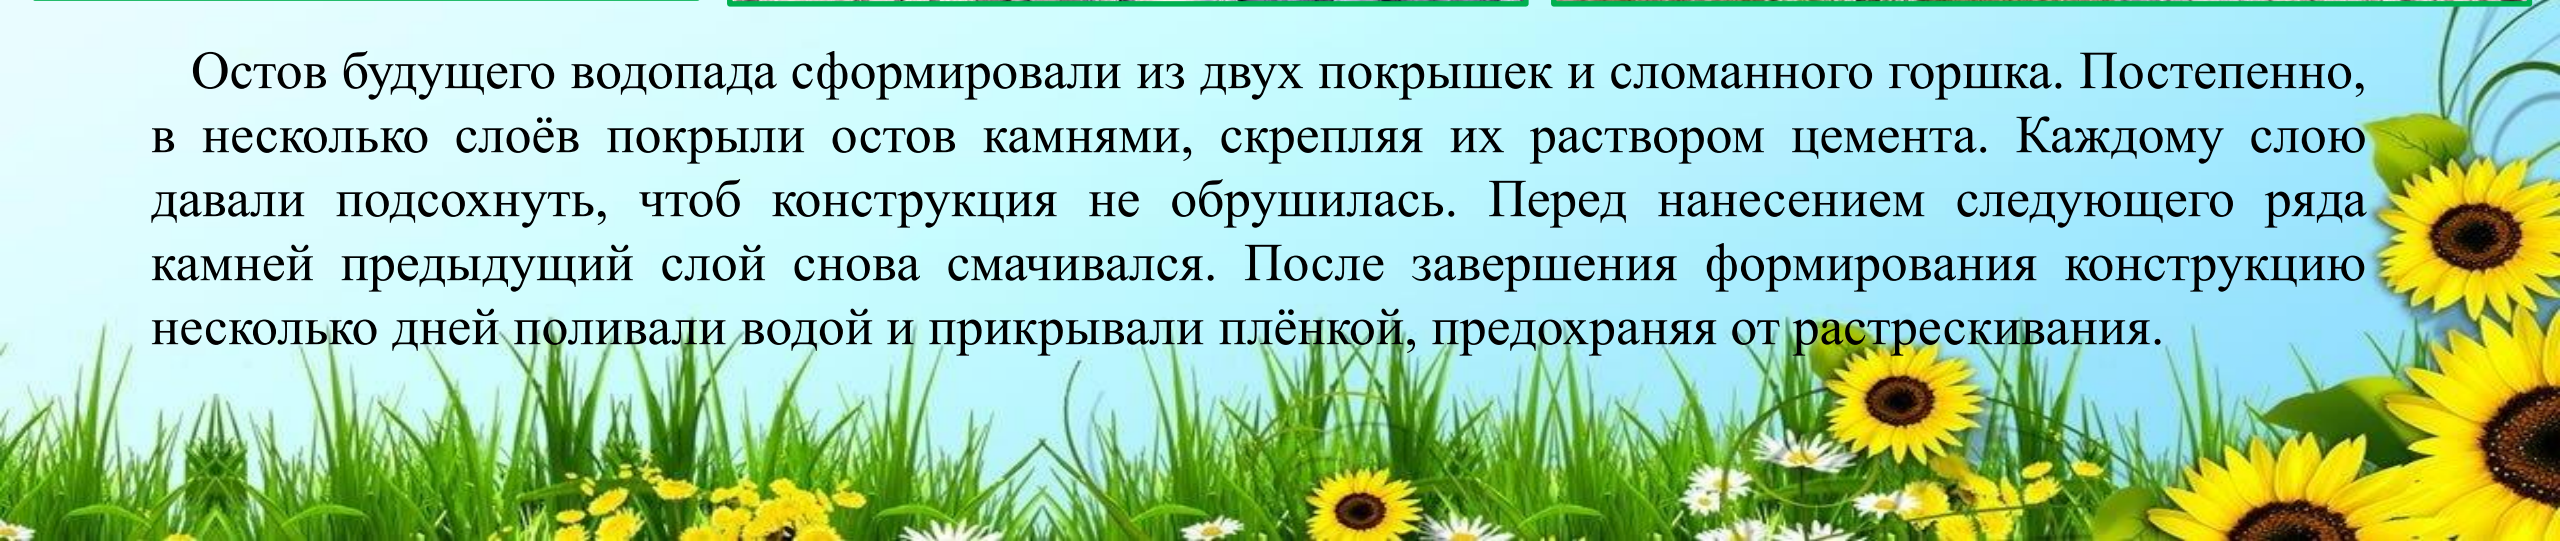 Остов будущего водопада сформировали из двух покрышек и сломанного горшка. Постепенно,
в несколько слоёв покрыли остов камнями, скрепляя их раствором цемента. Каждому слою
давали подсохнуть, чтоб конструкция не обрушилась. Перед нанесением следующего ряда
камней предыдущий слой снова смачивался. После завершения формирования конструкцию
несколько дней поливали водой и прикрывали плёнкой, предохраняя от растрескивания.